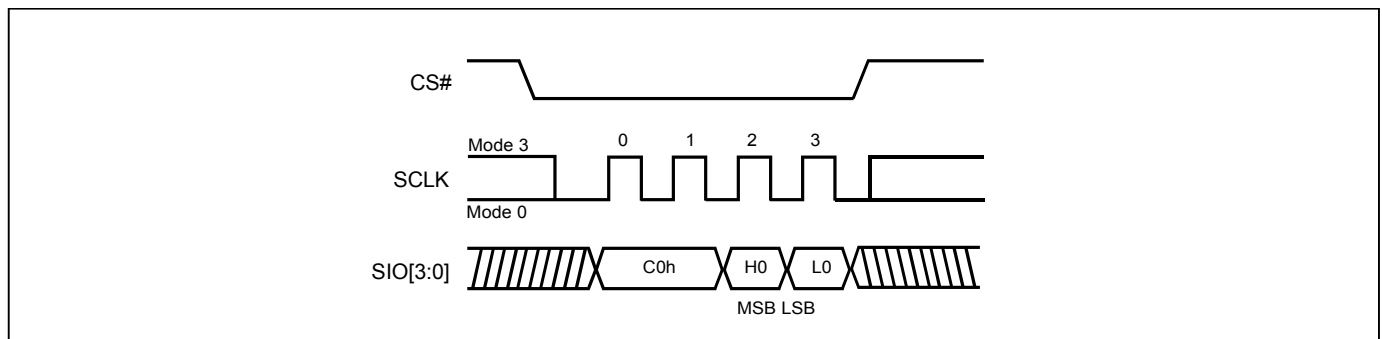 CS#
Mode 3
0 1 2 3
SCLK
Mode 0
SIO[3:0]
C0h H0 L0
MSB LSB